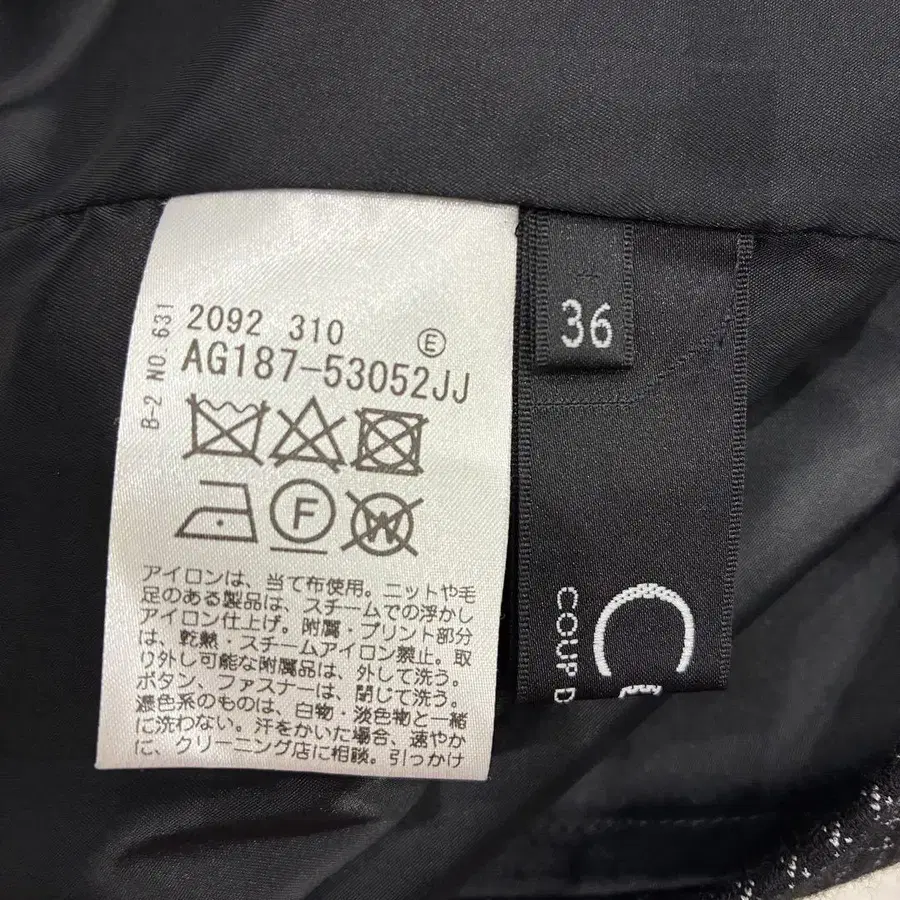 B-2 NO. 631
2092 310
E
AG187-53052JJ
F
W
アイロンは、当て布使用。ニットや毛
足のある製品は、スチームでの浮かし
アイロン仕上げ。附属・プリント部分
は、乾熱・スチームアイロン禁止。取
り外し可能な附属品は、外して洗う。
ボタン、ファスナーは、閉じて洗う。
濃色系のものは、白物・淡色物と一緒
に洗わない。汗をかいた場合、速やか
に、クリーニング店に相談。引っかけ
36
COUP D